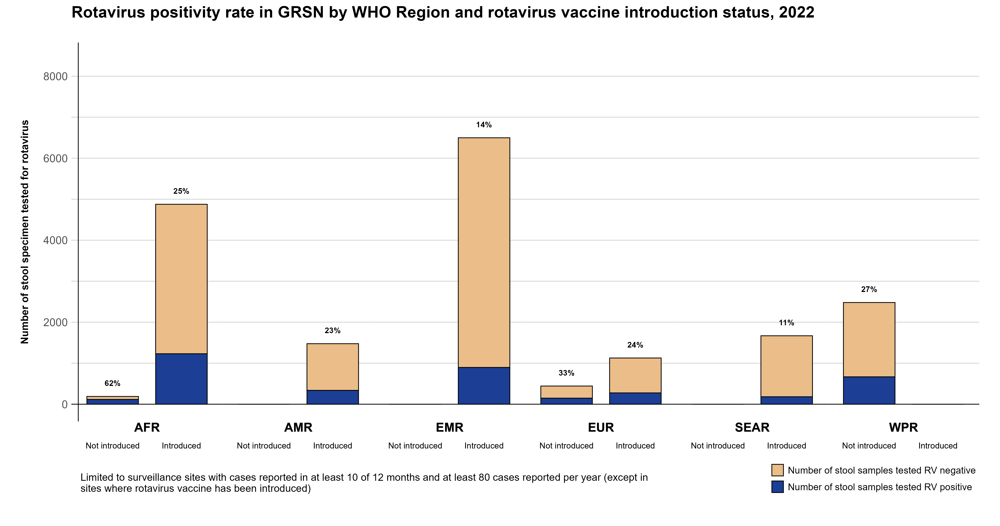 Rotavirus positivity rate in GRSN by WHO Region and rotavirus vaccine introduction status, 2022
Number of stool specimen tested for rotavirus
8000
6000
4000
2000
0
62%
25%
23%
14%
33%
24%
11%
27%
AFR
AMR
EMR
EUR
SEAR
WPR
Not introduced
Introduced
Not introduced
Introduced
Not introduced
Introduced
Not introduced
Introduced
Not introduced
Introduced
Not introduced
Introduced
Limited to surveillance sites with cases reported in at least 10 of 12 months and at least 80 cases reported per year (except in
sites where rotavirus vaccine has been introduced)
Number of stool samples tested RV negative
Number of stool samples tested RV positive